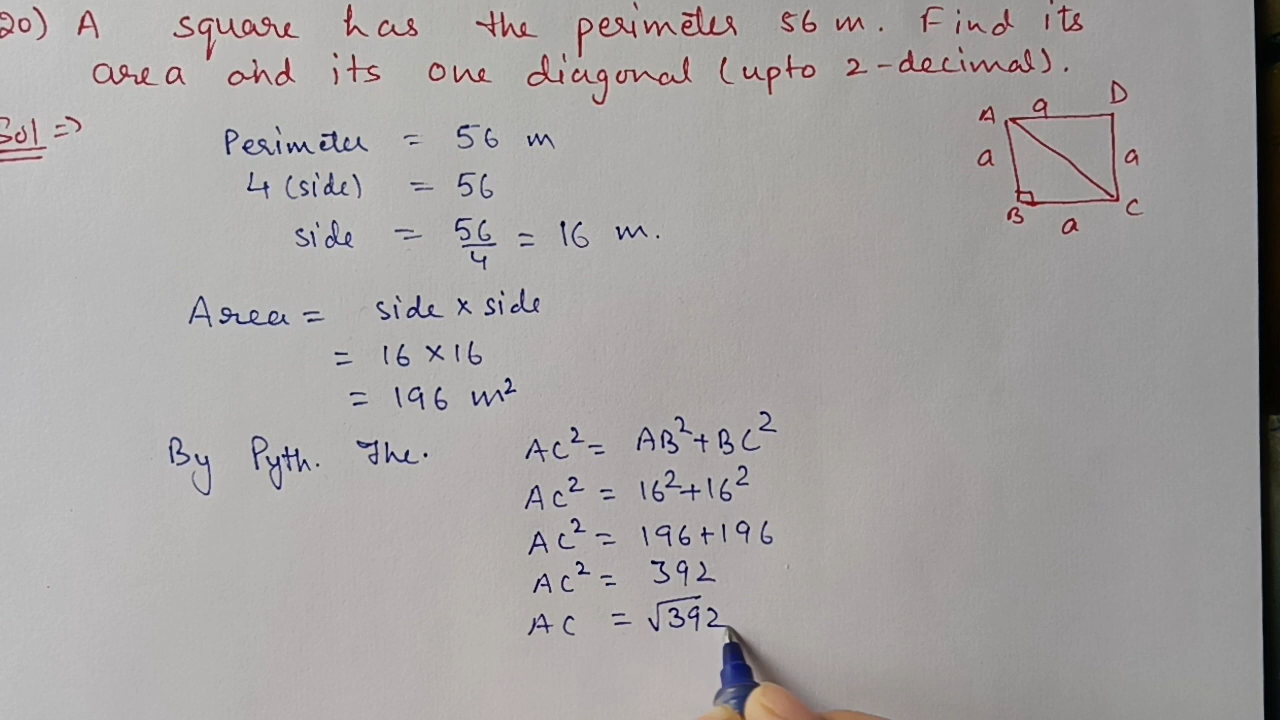 20) A square has the perimeter 56 m. Find its
area and its one diagonal (upto 2-decimal).
Sol =>
Perimeter = 56 m
4 (side) = 56
side = 56/4 = 16 m.
Area = side × side
= 16 × 16
= 196 m²
By Pyth. The. AC² = AB² + BC²
AC² = 16² + 16²
AC² = 196 + 196
AC² = 392
AC = √392
A a D
a a
B a C